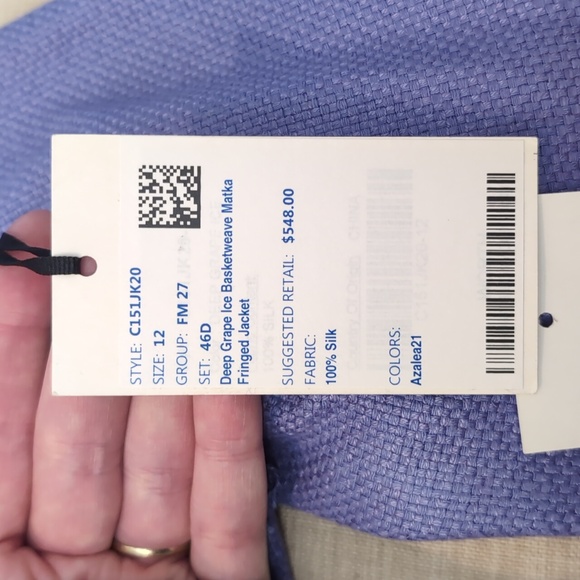 STYLE: C151JK20
SIZE: 12
GROUP: FM 27
SET: 46D
Deep Grape Ice Basketweave Matka
Fringed Jacket
SUGGESTED RETAIL: $548.00
FABRIC:
100% Silk
COLORS:
Azalea21